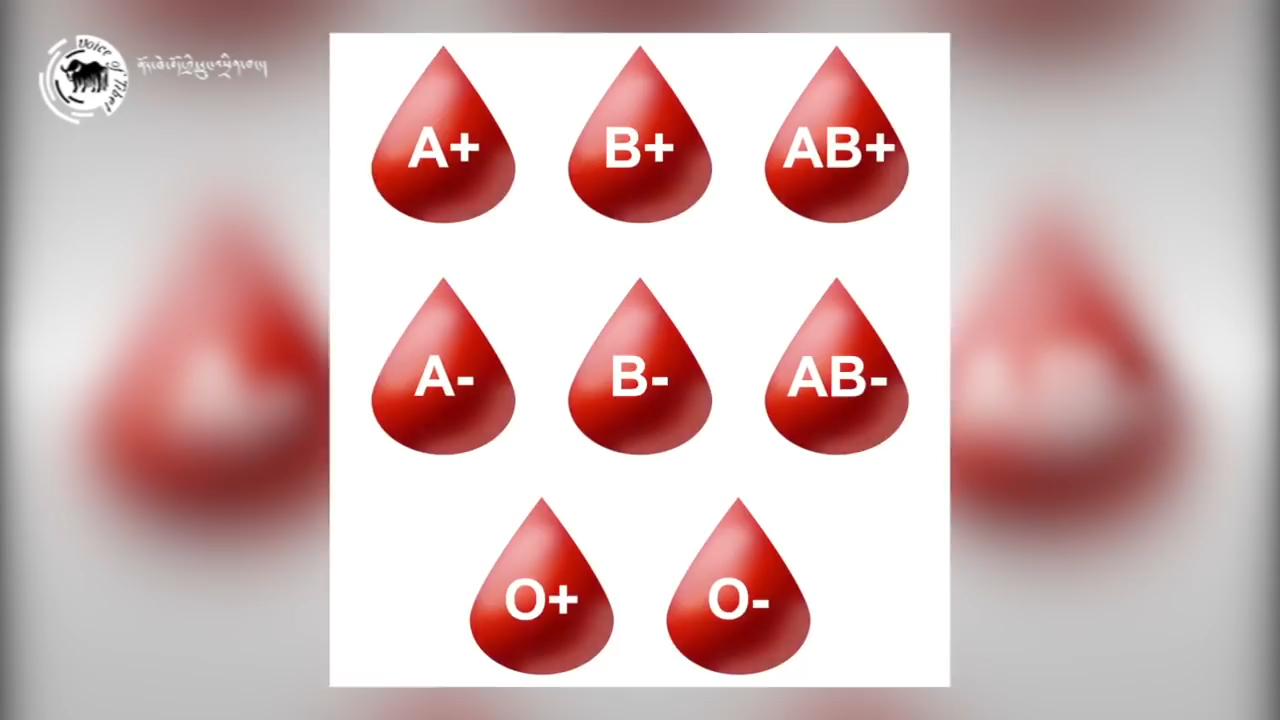 Voice of Tibet
A+
B+
AB+
A-
B-
AB-
O+
O-